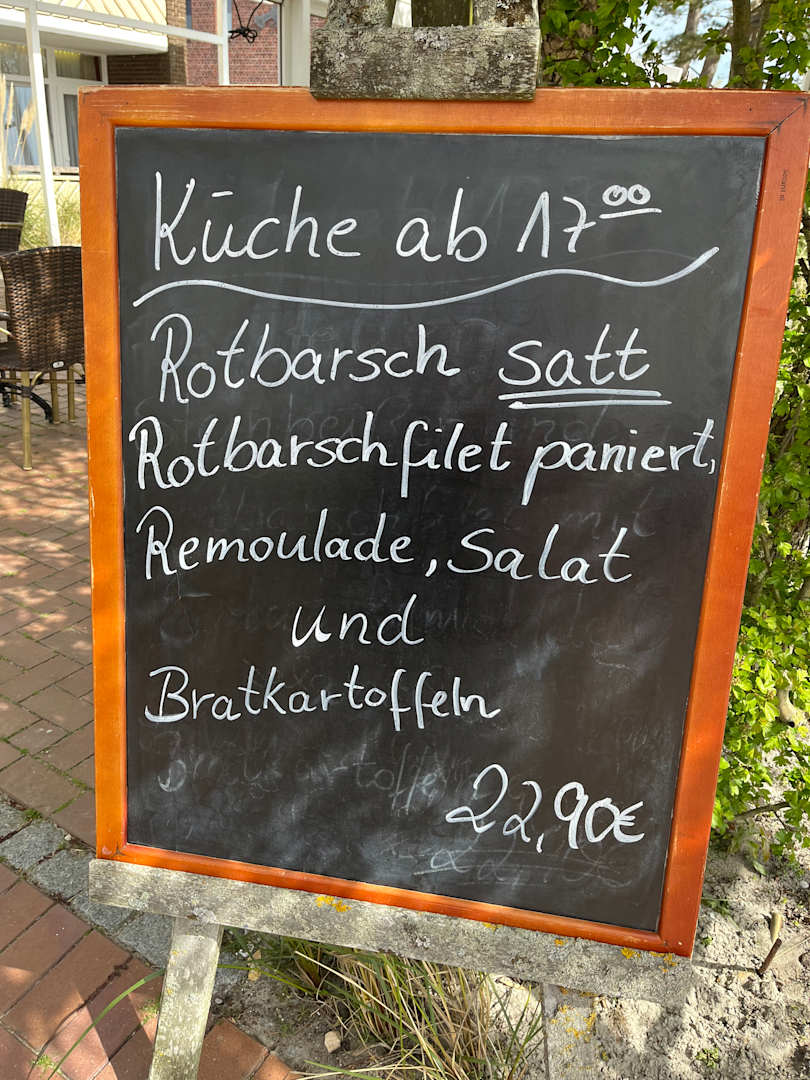 Küche ab 17⁰⁰
Rotbarsch satt
Rotbarschfilet paniert,
Remoulade, Salat
und
Bratkartoffeln
22,90€